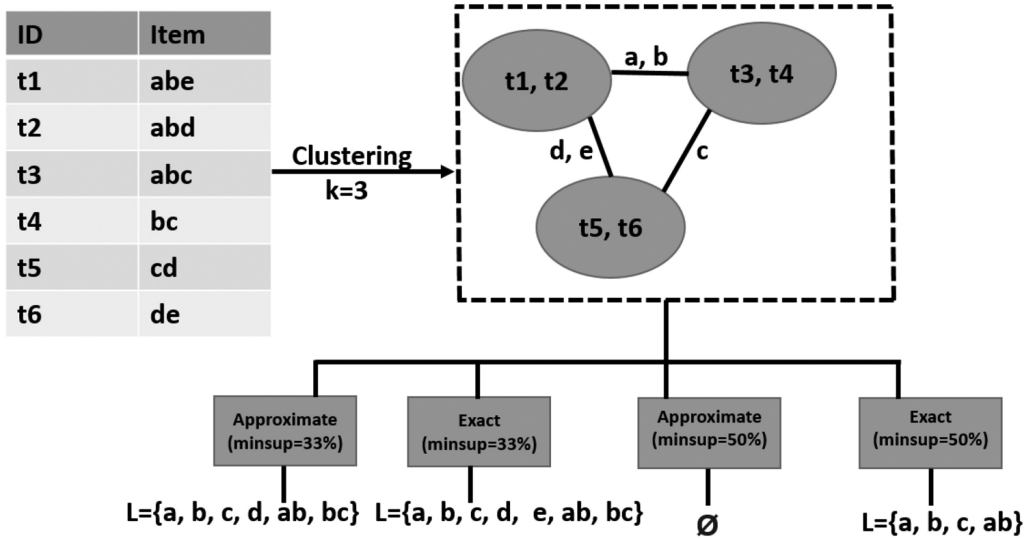 ID Item
t1 abe
t2 abd
t3 abc
t4 bc
t5 cd
t6 de
Clustering
k=3
t1, t2
a, b
t3, t4
d, e
c
t5, t6
Approximate
(minsup=33%)
Exact
(minsup=33%)
Approximate
(minsup=50%)
Exact
(minsup=50%)
L={a, b, c, d, ab, bc}
L={a, b, c, d, e, ab, bc}
Ø
L={a, b, c, ab}